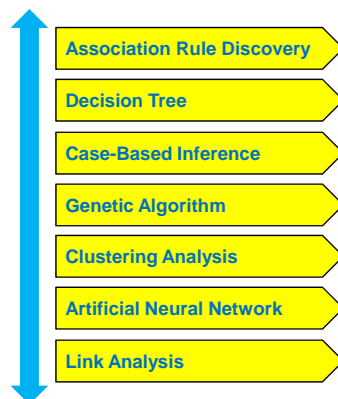 Association Rule Discovery
Decision Tree
Case-Based Inference
Genetic Algorithm
Clustering Analysis
Artificial Neural Network
Link Analysis